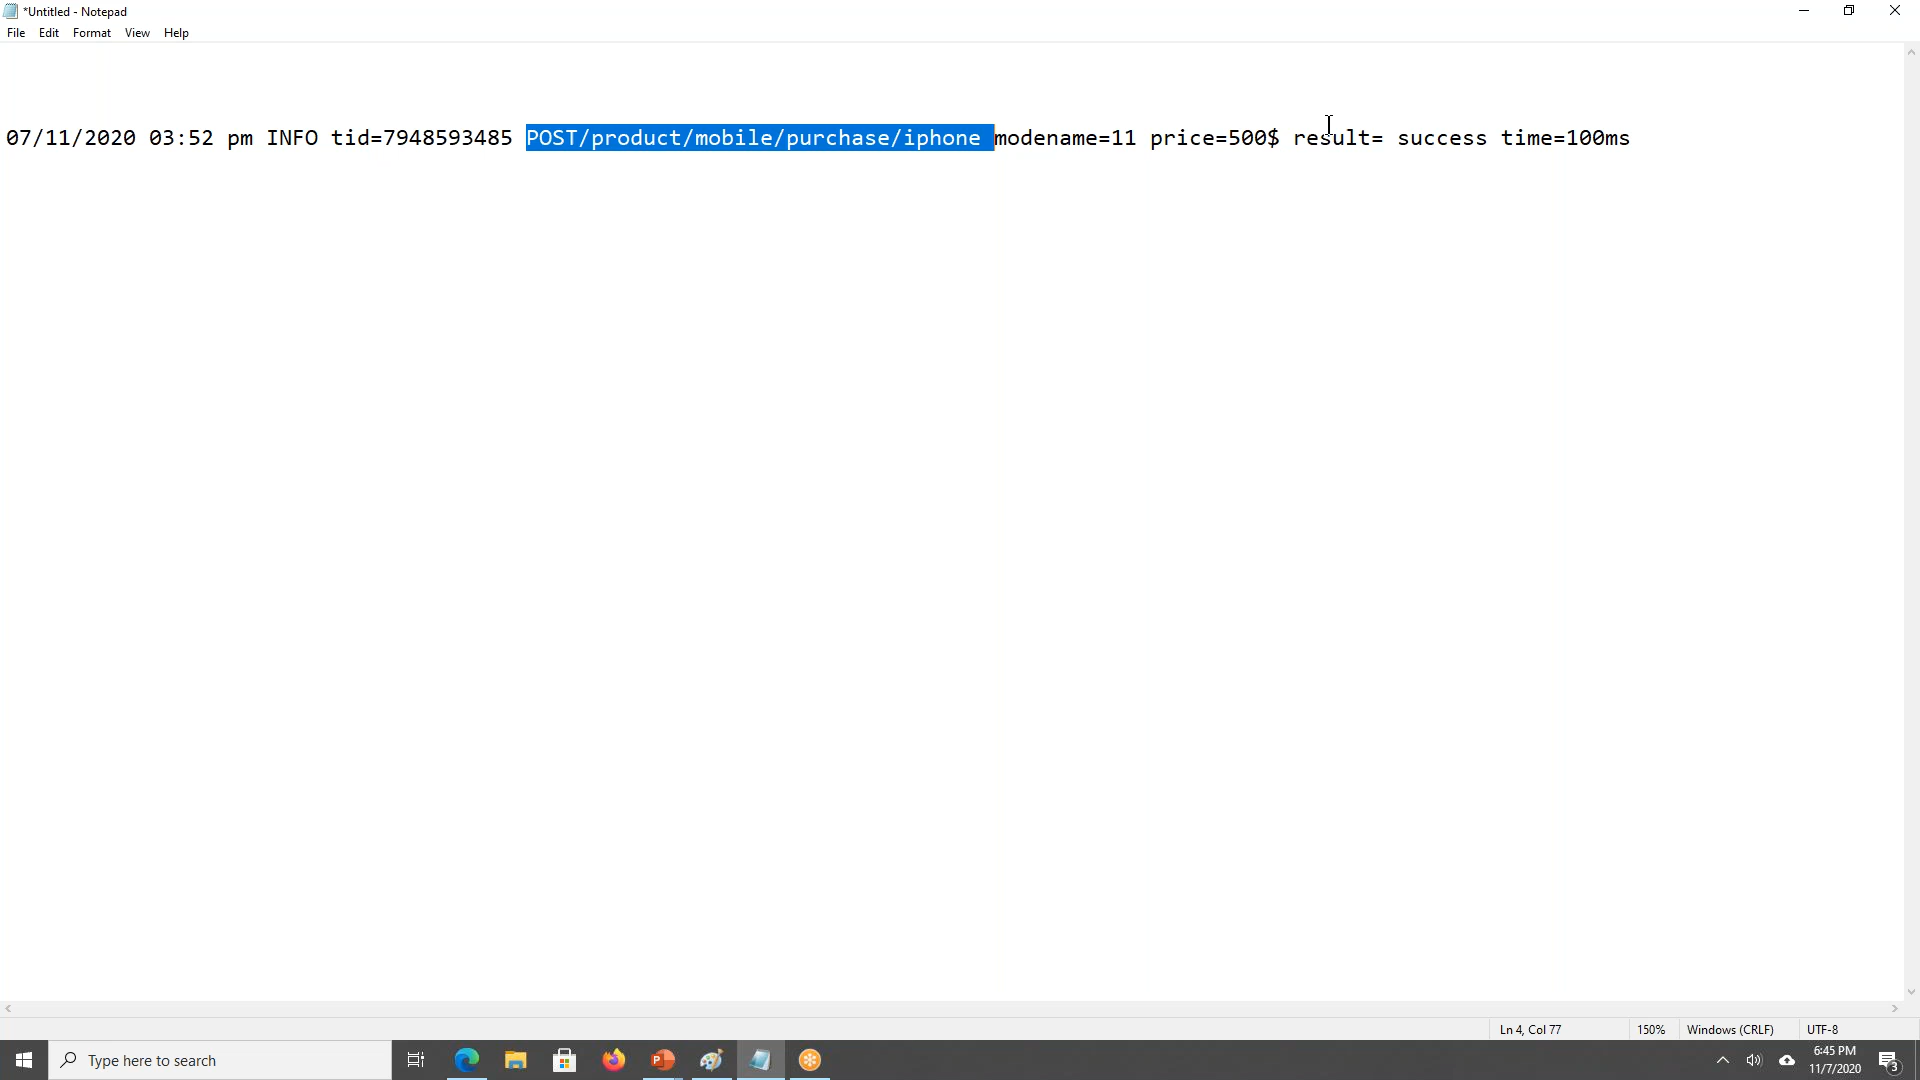 *Untitled - Notepad
File Edit Format View Help
07/11/2020 03:52 pm INFO tid=7948593485 POST/product/mobile/purchase/iphone modename=11 price=500$ result= success time=100ms
Ln 4, Col 77 150% Windows (CRLF) UTF-8
Type here to search
6:45 PM
11/7/2020
3